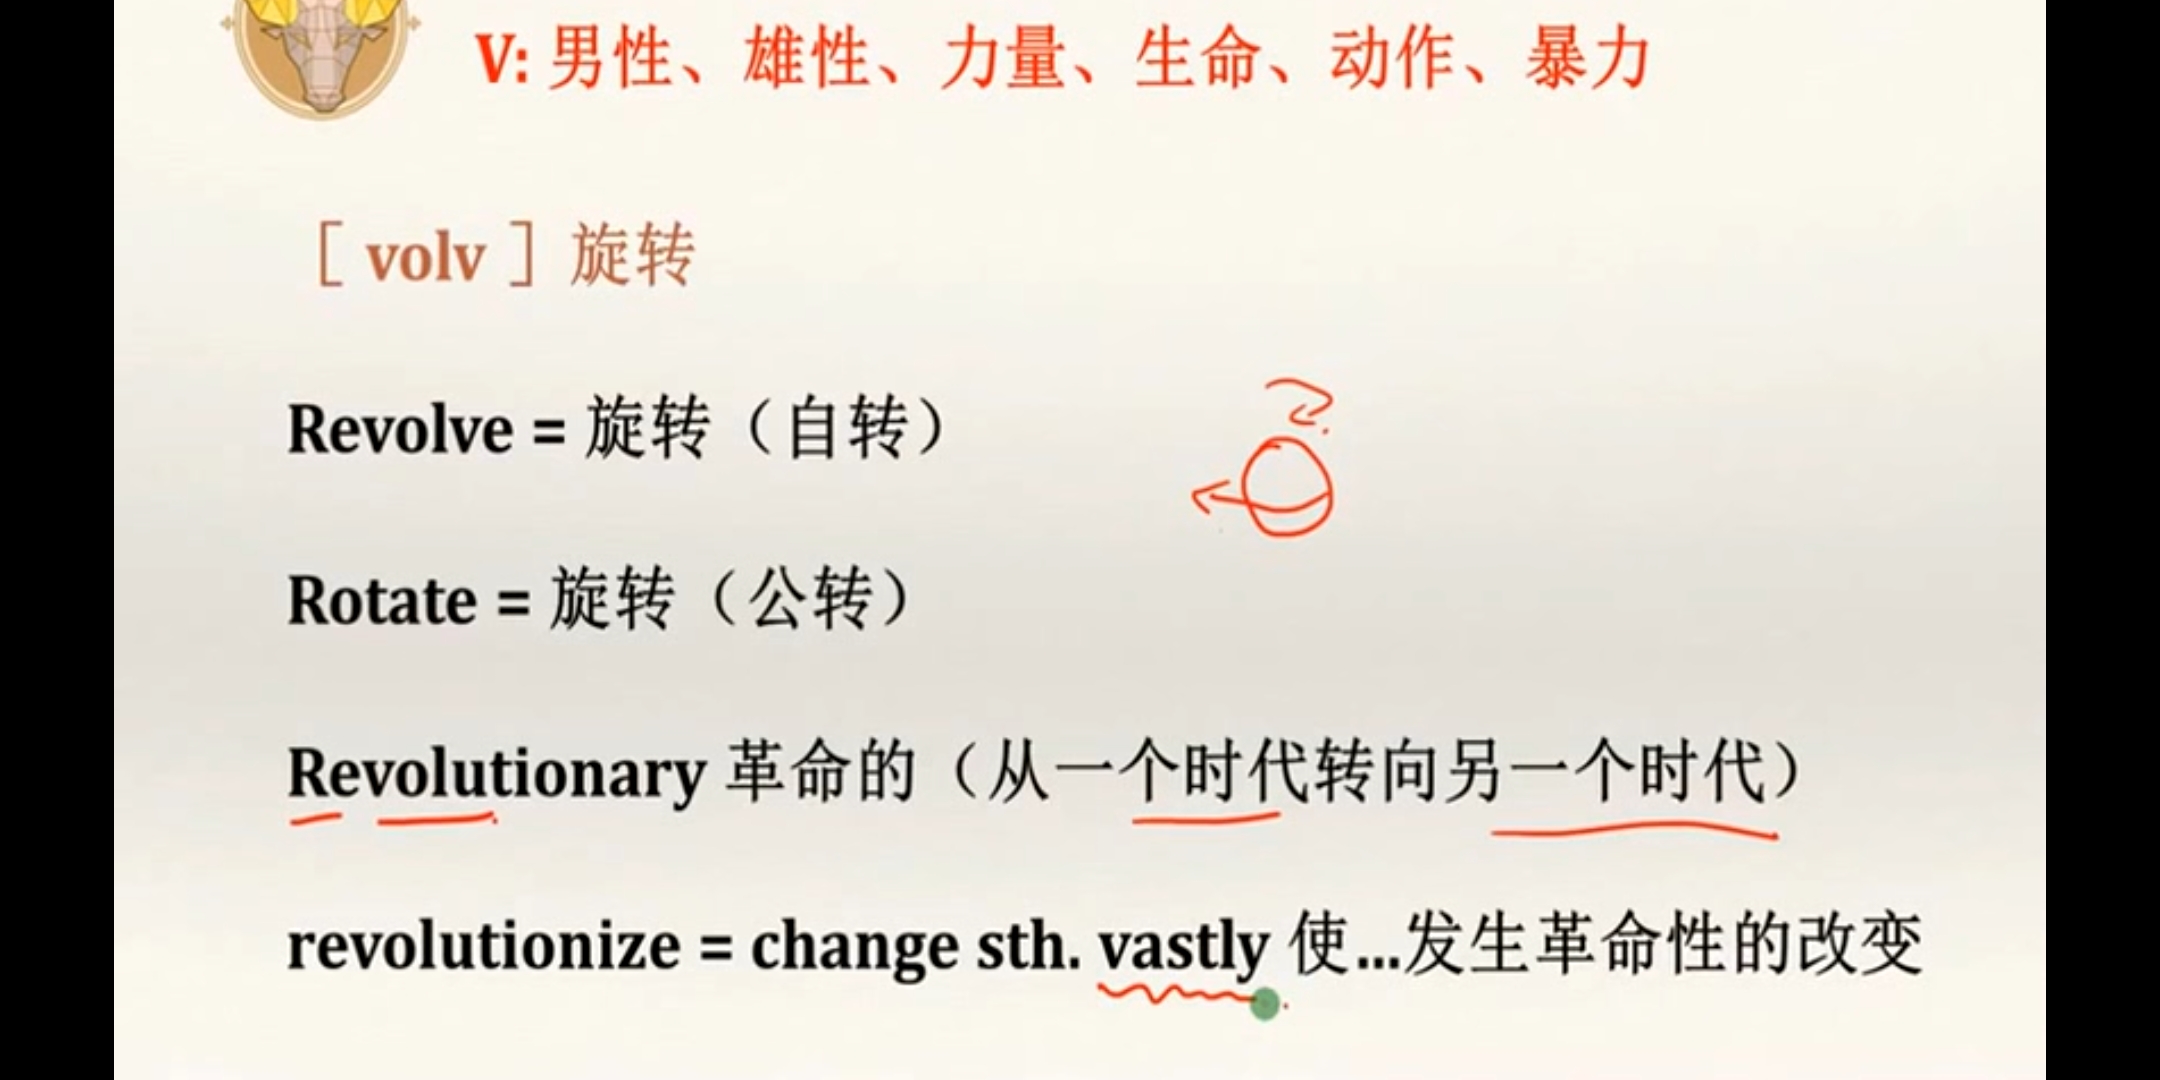 V: 男性、雄性、力量、生命、动作、暴力
［ volv ］旋转
Revolve = 旋转（自转）
Rotate = 旋转（公转）
Revolutionary 革命的（从一个时代转向另一个时代）
revolutionize = change sth. vastly 使...发生革命性的改变